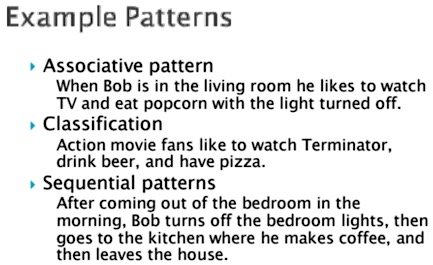 Example Patterns
Associative pattern
When Bob is in the living room he likes to watch
TV and eat popcorn with the light turned off.
Classification
Action movie fans like to watch Terminator,
drink beer, and have pizza.
Sequential patterns
After coming out of the bedroom in the
morning, Bob turns off the bedroom lights, then
goes to the kitchen where he makes coffee, and
then leaves the house.